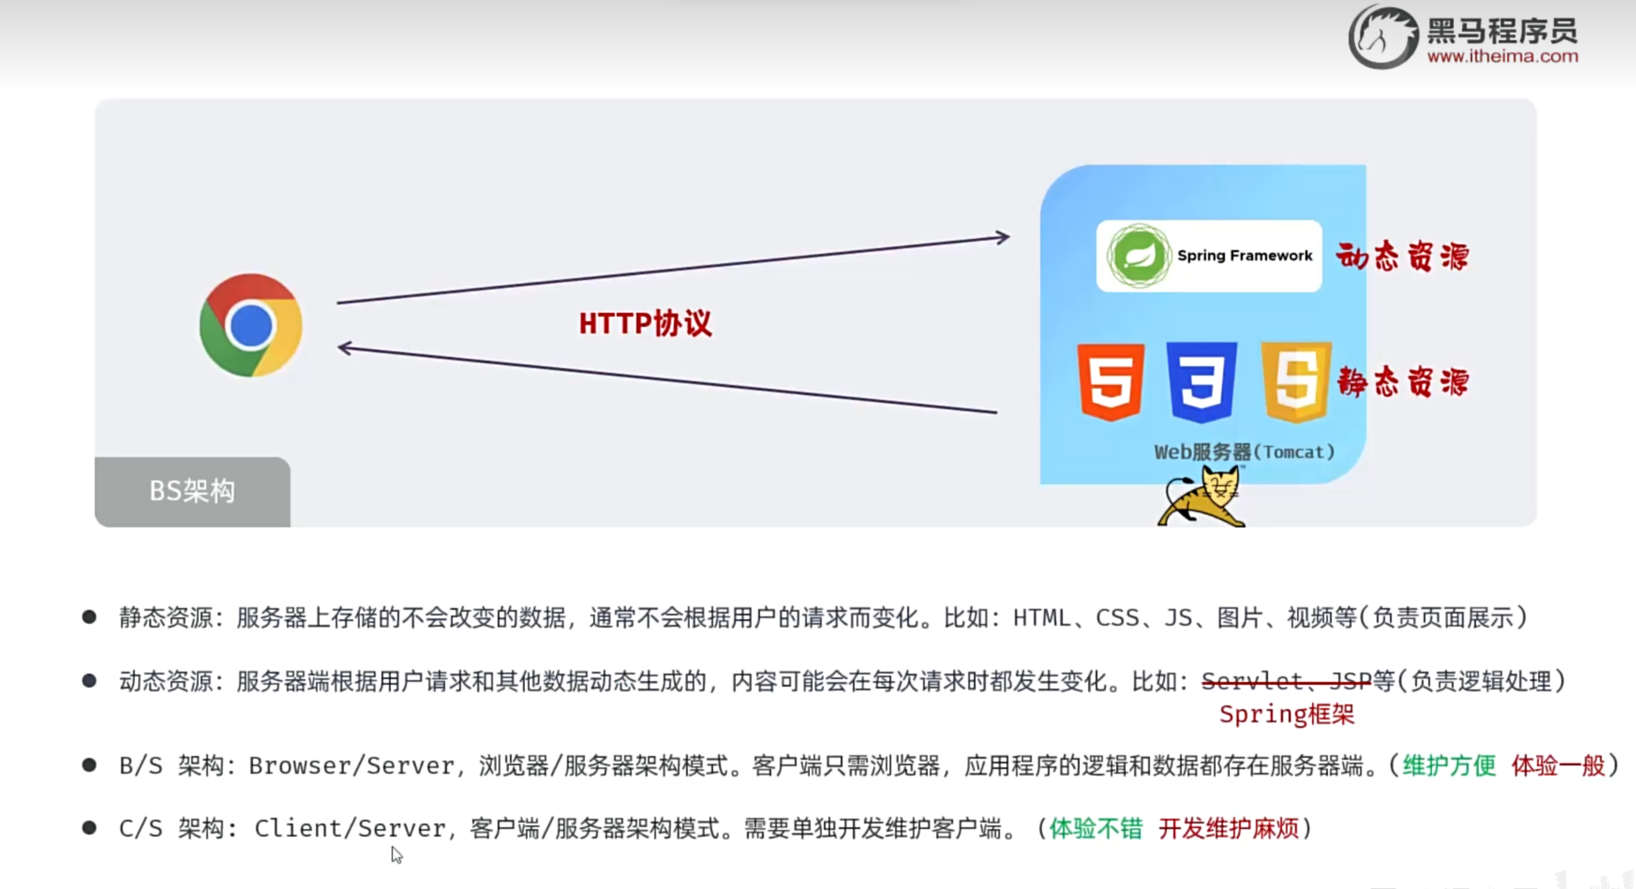 黑马程序员
www.itheima.com
Spring Framework
动态资源
HTTP协议
静态资源
Web服务器(Tomcat)
BS架构
静态资源：服务器上存储的不会改变的数据，通常不会根据用户的请求而变化。比如：HTML、CSS、JS、图片、视频等(负责页面展示)
动态资源：服务器端根据用户请求和其他数据动态生成的，内容可能会在每次请求时都发生变化。比如：Servlet、JSP等(负责逻辑处理)
Spring框架
B/S 架构：Browser/Server，浏览器/服务器架构模式。客户端只需浏览器，应用程序的逻辑和数据都存在服务器端。(维护方便 体验一般)
C/S 架构：Client/Server，客户端/服务器架构模式。需要单独开发维护客户端。(体验不错 开发维护麻烦)